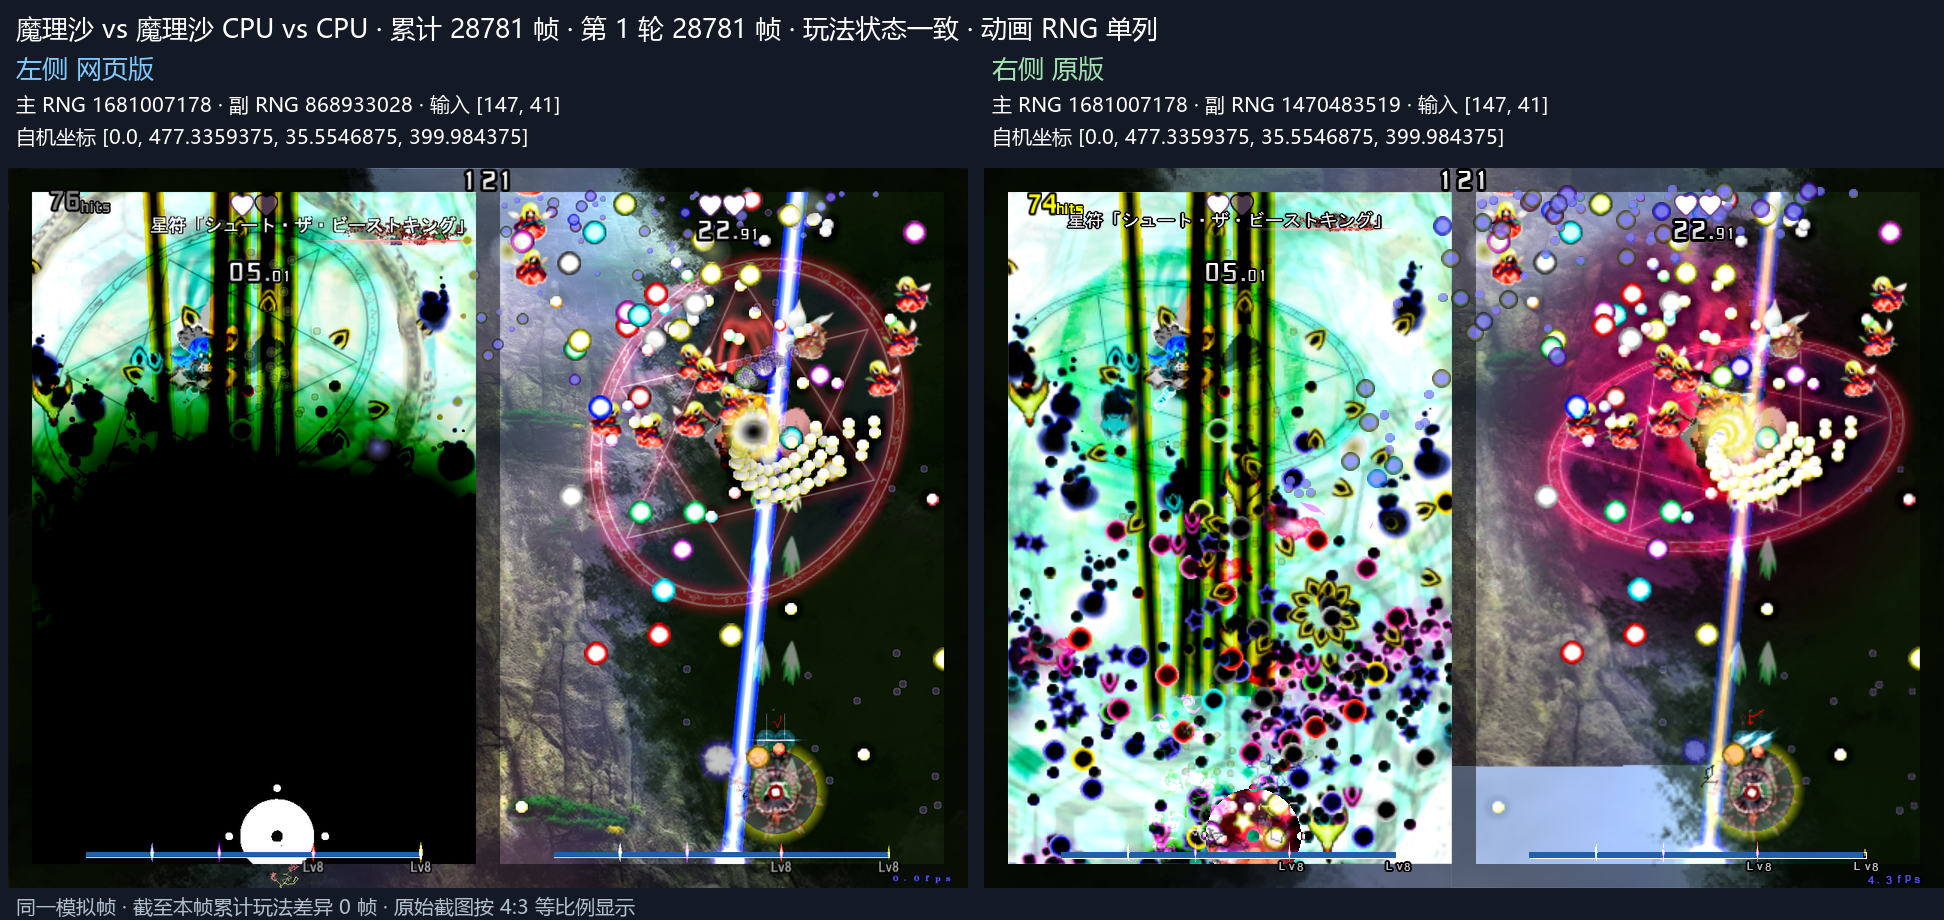 魔理沙 vs 魔理沙 CPU vs CPU · 累计 28781 帧 · 第 1 轮 28781 帧 · 玩法状态一致 · 动画 RNG 单列
左侧 网页版
主 RNG 1681007178 · 副 RNG 868933028 · 输入 [147, 41]
自机坐标 [0.0, 477.3359375, 35.5546875, 399.984375]
121
76hits
星符「シュート・ザ・ビーストキング」
05.01
22.91
Lv8
Lv8
Lv8
Lv8
0.0fps
右侧 原版
主 RNG 1681007178 · 副 RNG 1470483519 · 输入 [147, 41]
自机坐标 [0.0, 477.3359375, 35.5546875, 399.984375]
121
74hits
星符「シュート・ザ・ビーストキング」
05.01
22.91
Lv8
Lv8
Lv8
Lv8
4.3fps
同一模拟帧 · 截至本帧累计玩法差异 0 帧 · 原始截图按 4:3 等比例显示